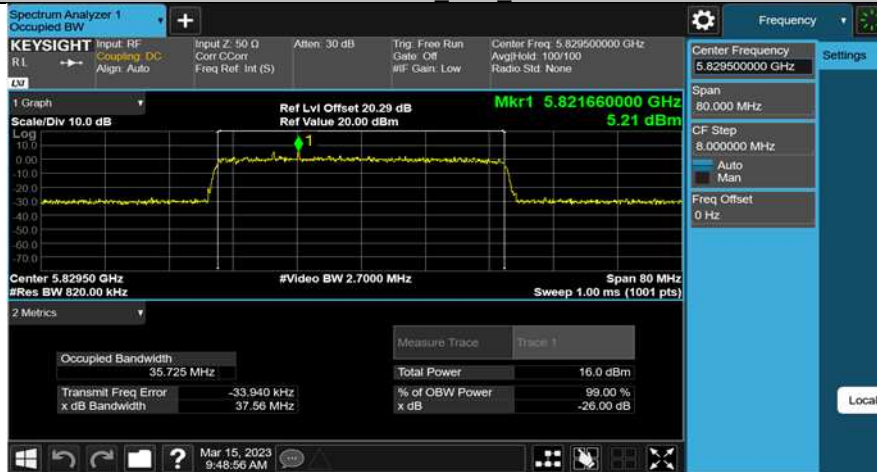 Spectrum Analyzer 1
Occupied BW
Frequency
KEYSIGHT
RL
LXI
Input: RF
Coupling: DC
Align: Auto
Input Z: 50 Ω
Corr CCorr
Freq Ref: Int (S)
Atten: 30 dB
Trig: Free Run
Gate: Off
#IF Gain: Low
Center Freq: 5.829500000 GHz
Avg|Hold: 100/100
Radio Std: None
Center Frequency
5.829500000 GHz
Settings
Span
80.000 MHz
CF Step
8.000000 MHz
Auto
Man
Freq Offset
0 Hz
1 Graph
Scale/Div 10.0 dB
Ref Lvl Offset 20.29 dB
Ref Value 20.00 dBm
Mkr1 5.821660000 GHz
5.21 dBm
Log
10.0
0.00
-10.0
-20.0
-30.0
-40.0
-50.0
-60.0
-70.0
1
Center 5.82950 GHz
#Res BW 820.00 kHz
#Video BW 2.7000 MHz
Span 80 MHz
Sweep 1.00 ms (1001 pts)
2 Metrics
Measure Trace
Trace 1
Occupied Bandwidth
35.725 MHz
Total Power
16.0 dBm
Transmit Freq Error
-33.940 kHz
% of OBW Power
99.00 %
x dB Bandwidth
37.56 MHz
x dB
-26.00 dB
Local
?
Mar 15, 2023
9:48:56 AM